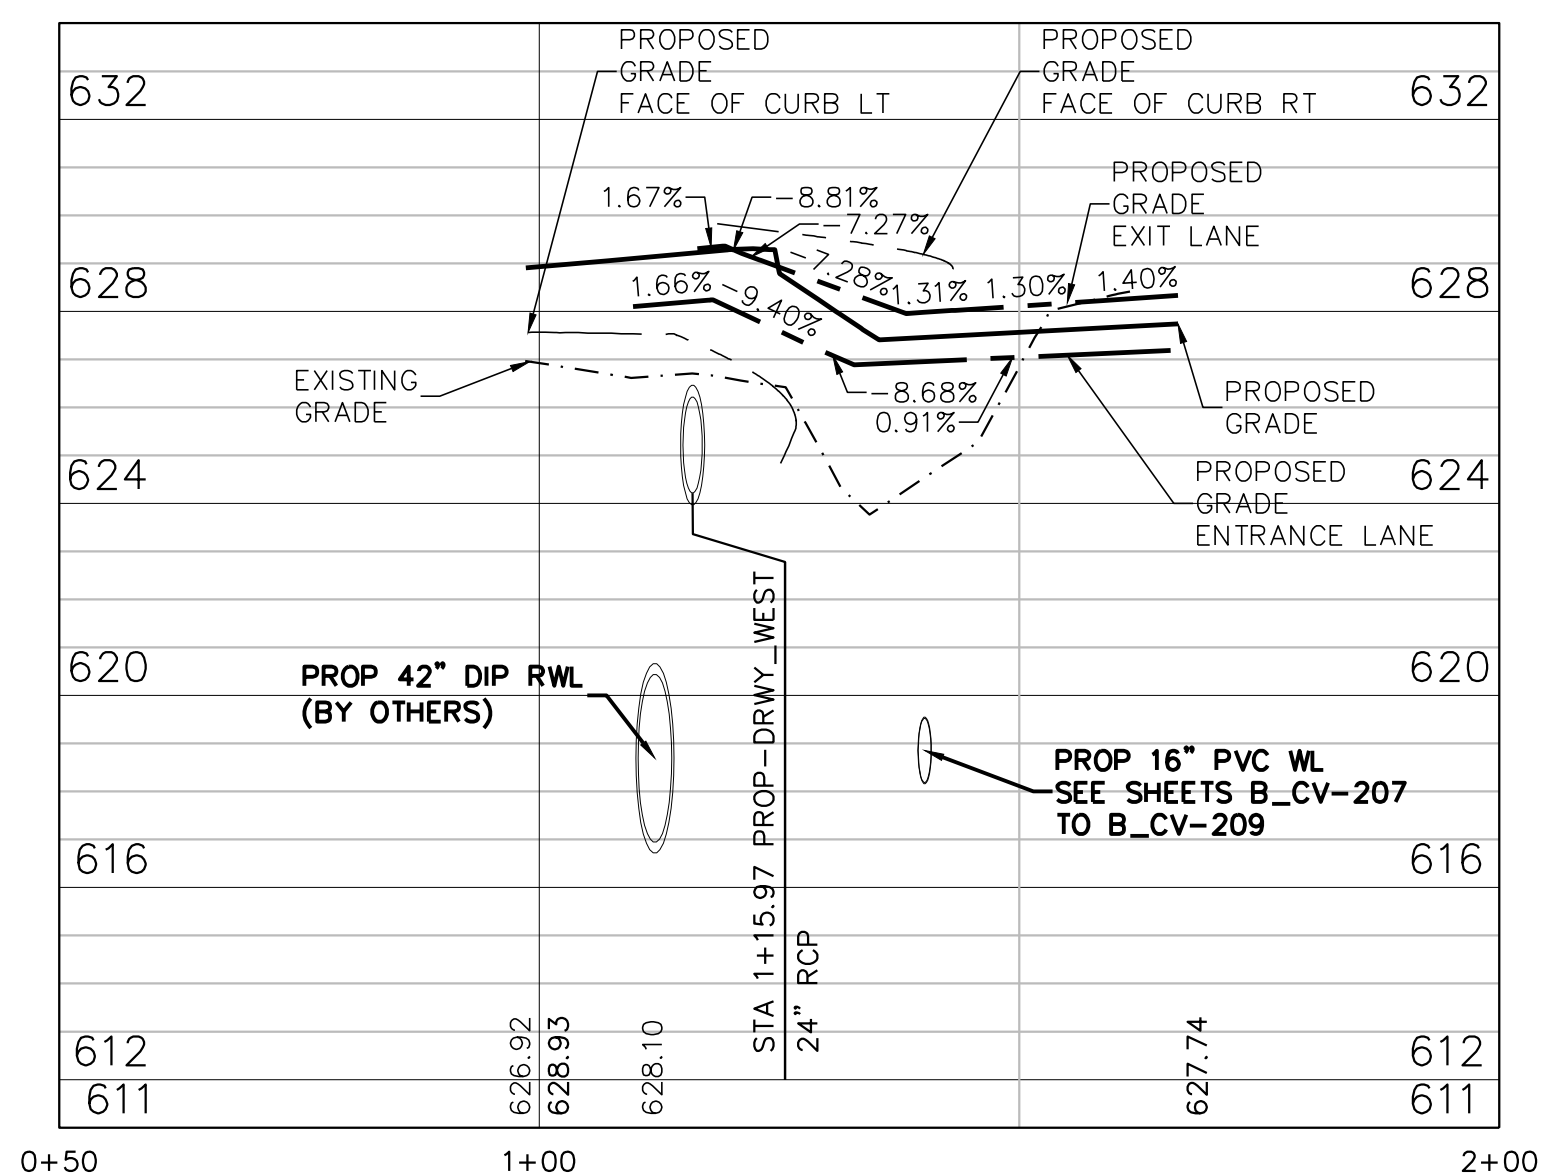 PROPOSED
GRADE
FACE OF CURB LT
PROPOSED
GRADE
FACE OF CURB RT
632
632
PROPOSED
GRADE
EXIT LANE
1.67%
-8.81%
-7.27%
-7.28%
628
1.66%
-9.40%
1.31%
1.30%
1.40%
628
EXISTING
GRADE
-8.68%
0.91%
PROPOSED
GRADE
624
PROPOSED
GRADE
ENTRANCE LANE
624
620
PROP 42" DIP RWL
(BY OTHERS)
620
PROP 16" PVC WL
SEE SHEETS B_CV-207
TO B_CV-209
616
616
STA 1+15.97 PROP-DRWY_WEST
24" RCP
612
626.92
628.93
628.10
627.74
612
611
611
0+50
1+00
2+00